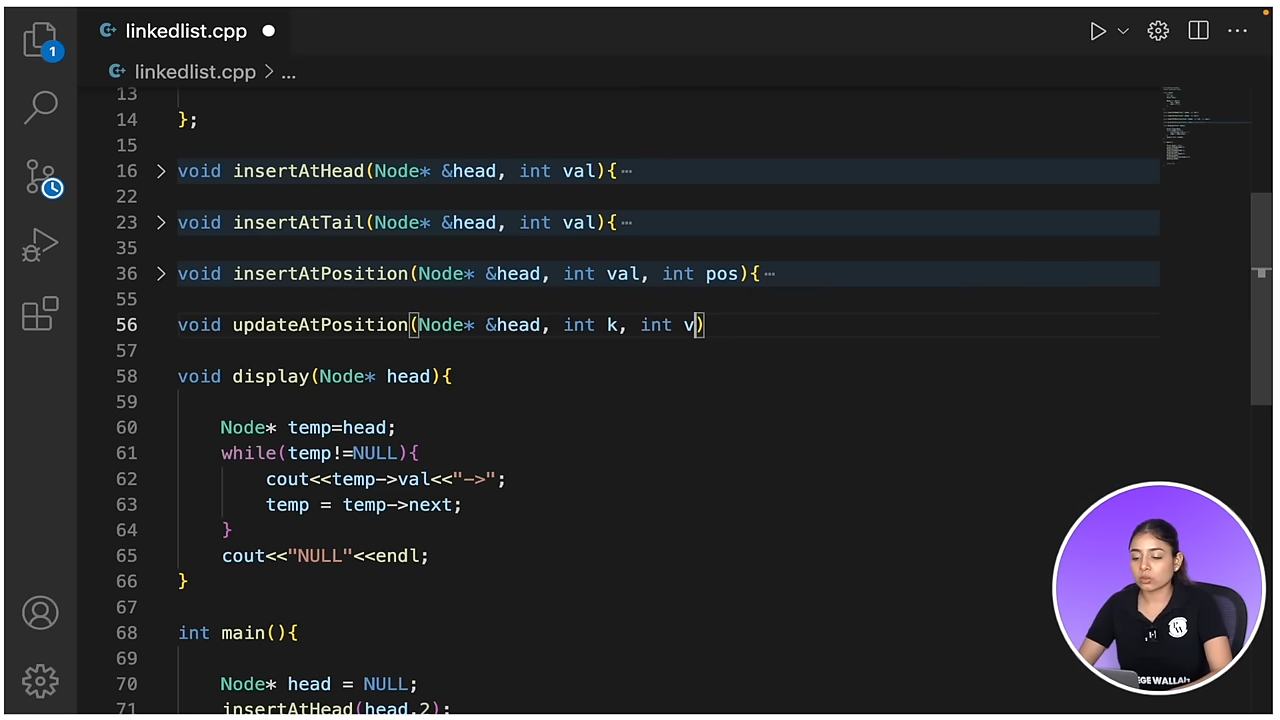 1
linkedlist.cpp
linkedlist.cpp > ...
13
14 };
15
16 void insertAtHead(Node* &head, int val){…
22
23 void insertAtTail(Node* &head, int val){…
35
36 void insertAtPosition(Node* &head, int val, int pos){…
55
56 void updateAtPosition(Node* &head, int k, int v)
57
58 void display(Node* head){
59
60 Node* temp=head;
61 while(temp!=NULL){
62 cout<<temp->val<<"->";
63 temp = temp->next;
64 }
65 cout<<"NULL"<<endl;
66 }
67
68 int main(){
69
70 Node* head = NULL;
71 insertAtHead(head,2);
PW
EGE WALLAH